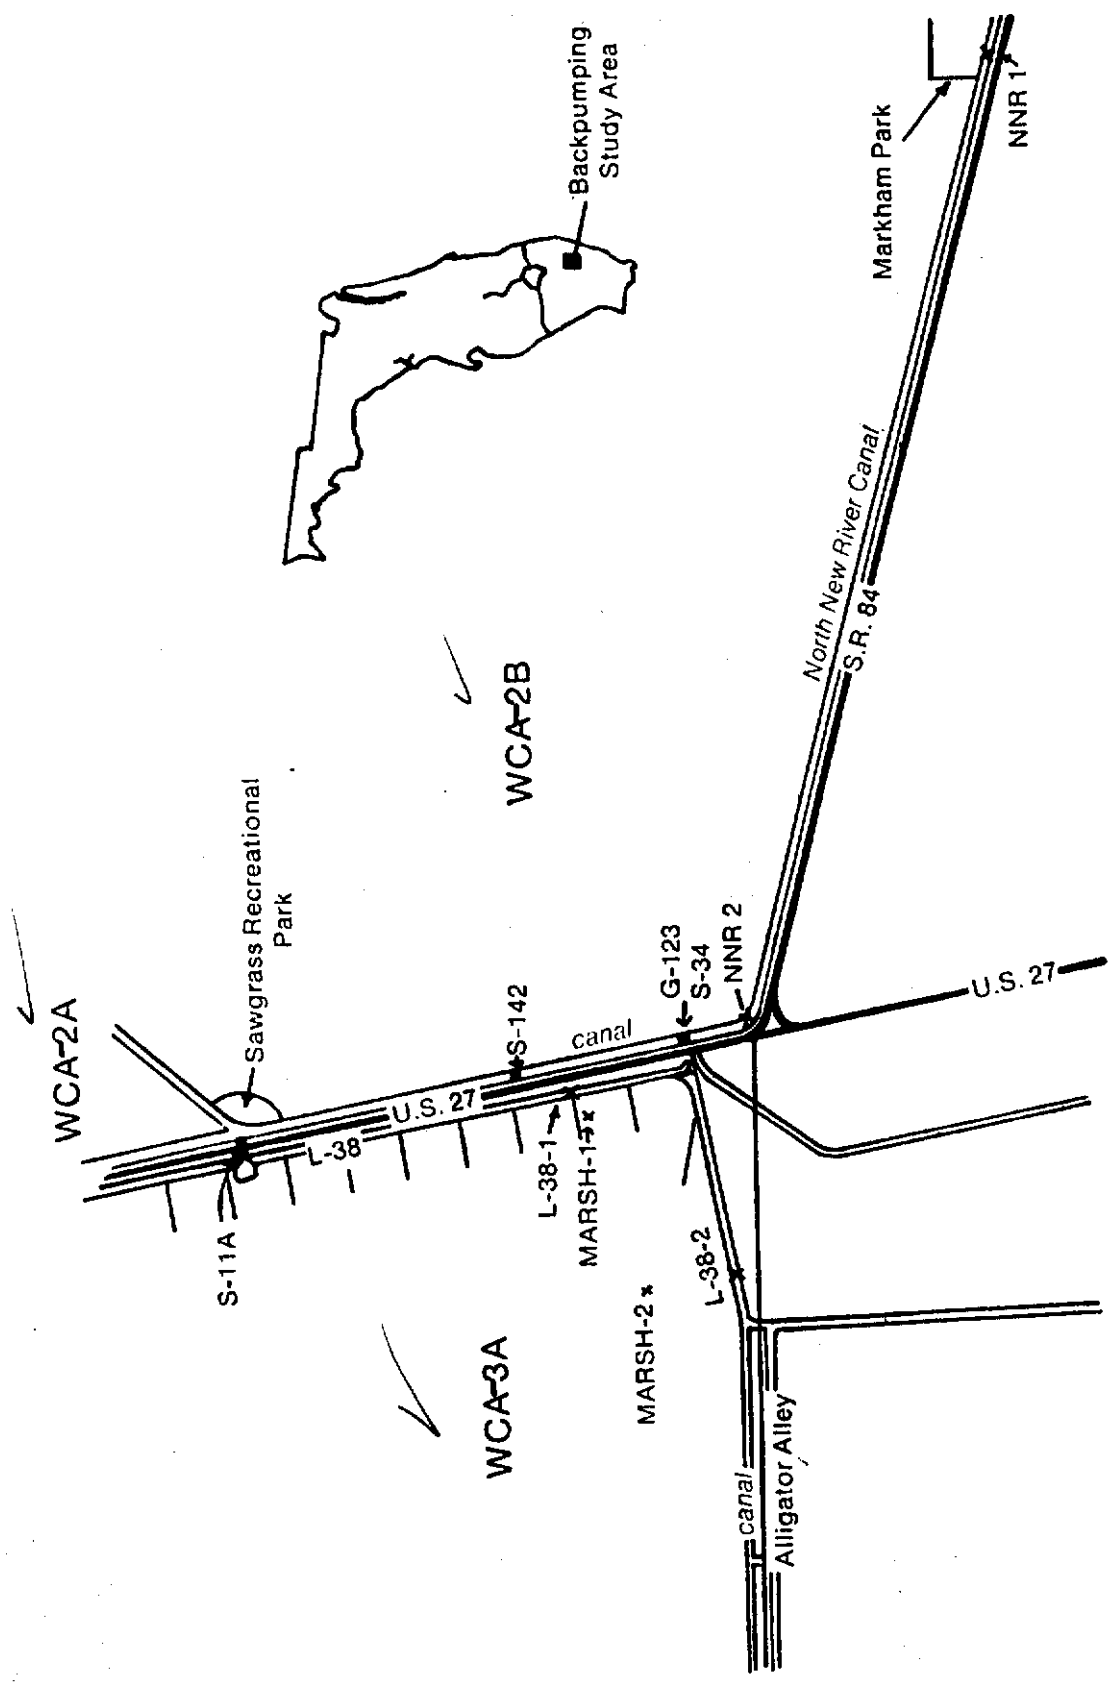 WCA-2A
Sawgrass Recreational
Park
Backpumping
Study Area
S-11A
L-38
U.S. 27
S-142
WCA-2B
canal
L-38-1
MARSH-1
WCA-3A
MARSH-2
G-123
S-34
NNR 2
L-38-2
North New River Canal
S.R. 84
Markham Park
NNR 1
U.S. 27
canal
Alligator Alley